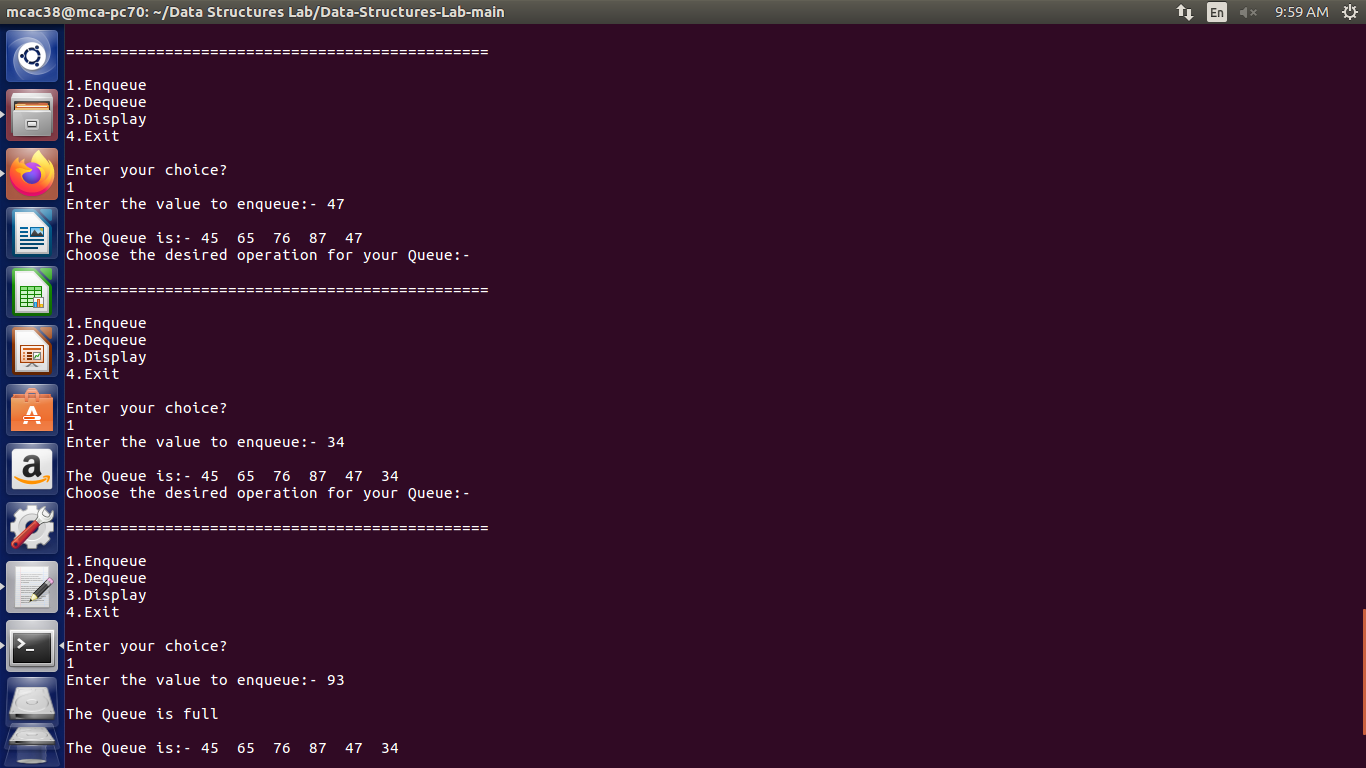 mcac38@mca-pc70: ~/Data Structures Lab/Data-Structures-Lab-main
En
9:59 AM
===============================================
1.Enqueue
2.Dequeue
3.Display
4.Exit
Enter your choice?
1
Enter the value to enqueue:- 47
The Queue is:- 45  65  76  87  47
Choose the desired operation for your Queue:-
===============================================
1.Enqueue
2.Dequeue
3.Display
4.Exit
Enter your choice?
1
Enter the value to enqueue:- 34
The Queue is:- 45  65  76  87  47  34
Choose the desired operation for your Queue:-
===============================================
1.Enqueue
2.Dequeue
3.Display
4.Exit
Enter your choice?
1
Enter the value to enqueue:- 93
The Queue is full
The Queue is:- 45  65  76  87  47  34